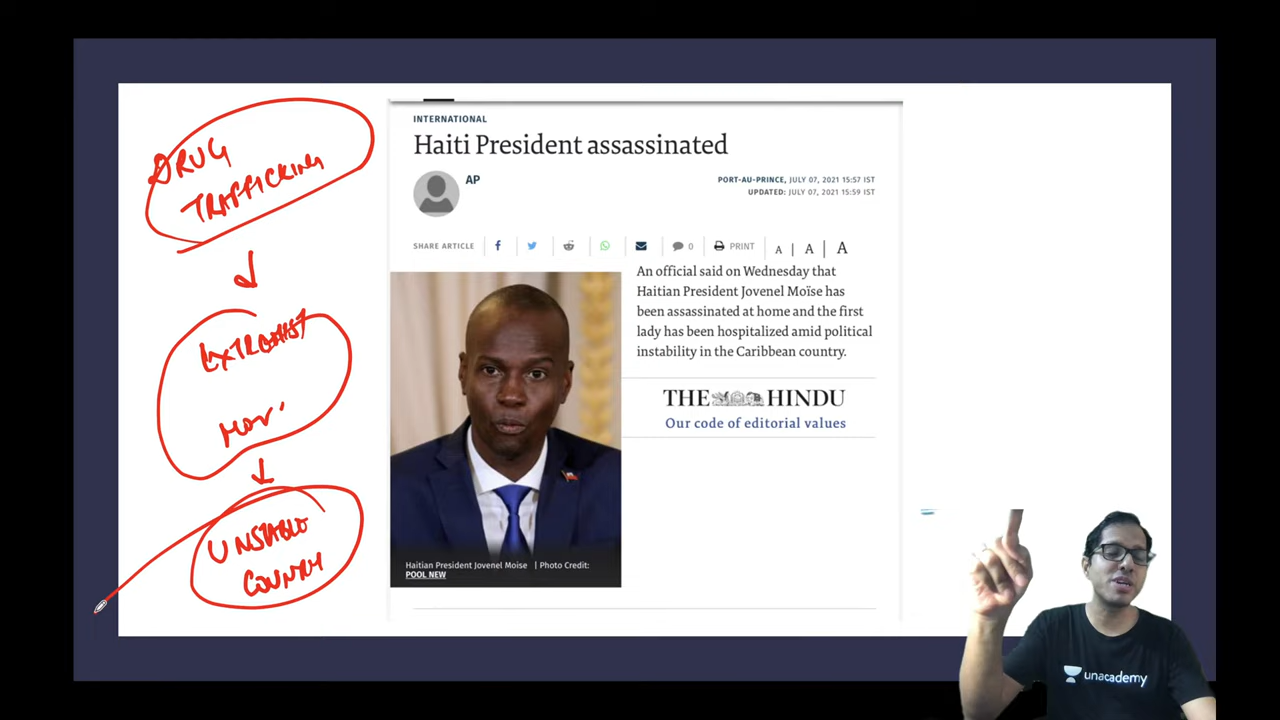 DRUG
TRAFFICKING
EXTREMIST
MOV'
UNSTABLE
COUNTRY
INTERNATIONAL
Haiti President assassinated
AP
PORT-AU-PRINCE, JULY 07, 2021 15:57 IST
UPDATED: JULY 07, 2021 15:59 IST
SHARE ARTICLE
0
PRINT
A | A | A
An official said on Wednesday that
Haitian President Jovenel Moïse has
been assassinated at home and the first
lady has been hospitalized amid political
instability in the Caribbean country.
THE HINDU
Our code of editorial values
Haitian President Jovenel Moise | Photo Credit:
POOL NEW
unacademy